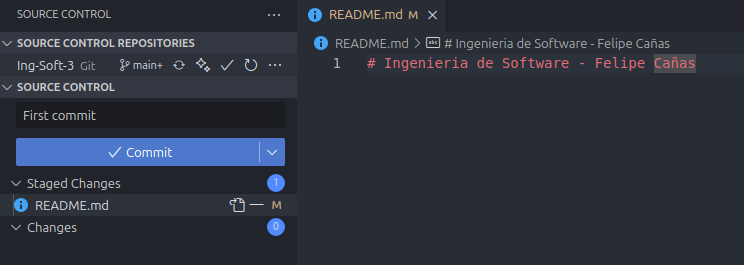 SOURCE CONTROL
SOURCE CONTROL REPOSITORIES
Ing-Soft-3 Git main+
SOURCE CONTROL
First commit
Commit
Staged Changes 1
README.md M
Changes 0
README.md M
README.md > # Ingenieria de Software - Felipe Cañas
1 # Ingenieria de Software - Felipe Cañas